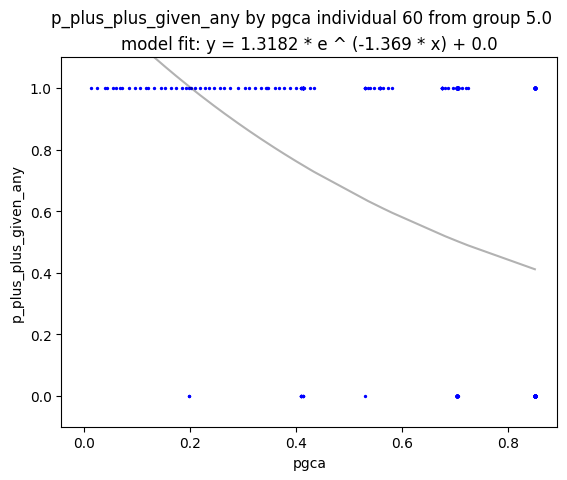 p_plus_plus_given_any by pgca individual 60 from group 5.0
model fit: y = 1.3182 * e ^ (-1.369 * x) + 0.0
1.0
0.8
0.6
0.4
0.2
0.0
p_plus_plus_given_any
0.0 0.2 0.4 0.6 0.8
pgca